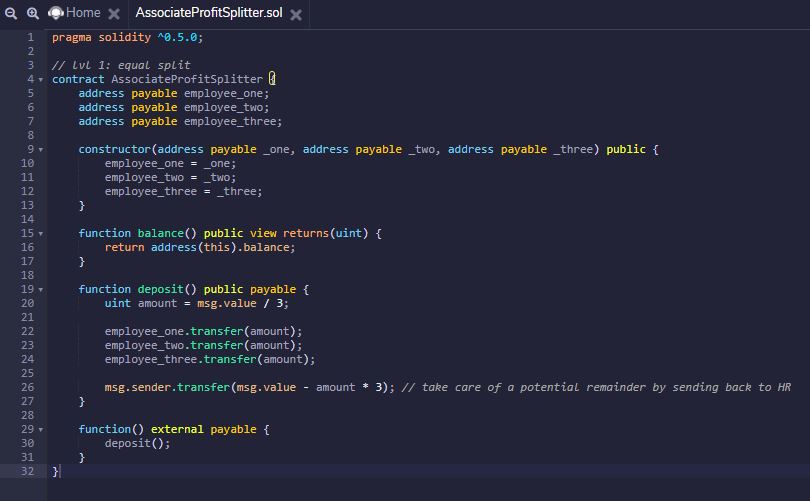 Home AssociateProfitSplitter.sol
1 pragma solidity ^0.5.0;
2
3 // lvl 1: equal split
4 contract AssociateProfitSplitter {
5     address payable employee_one;
6     address payable employee_two;
7     address payable employee_three;
8
9     constructor(address payable _one, address payable _two, address payable _three) public {
10         employee_one = _one;
11         employee_two = _two;
12         employee_three = _three;
13     }
14
15     function balance() public view returns(uint) {
16         return address(this).balance;
17     }
18
19     function deposit() public payable {
20         uint amount = msg.value / 3;
21
22         employee_one.transfer(amount);
23         employee_two.transfer(amount);
24         employee_three.transfer(amount);
25
26         msg.sender.transfer(msg.value - amount * 3); // take care of a potential remainder by sending back to HR
27     }
28
29     function() external payable {
30         deposit();
31     }
32 }